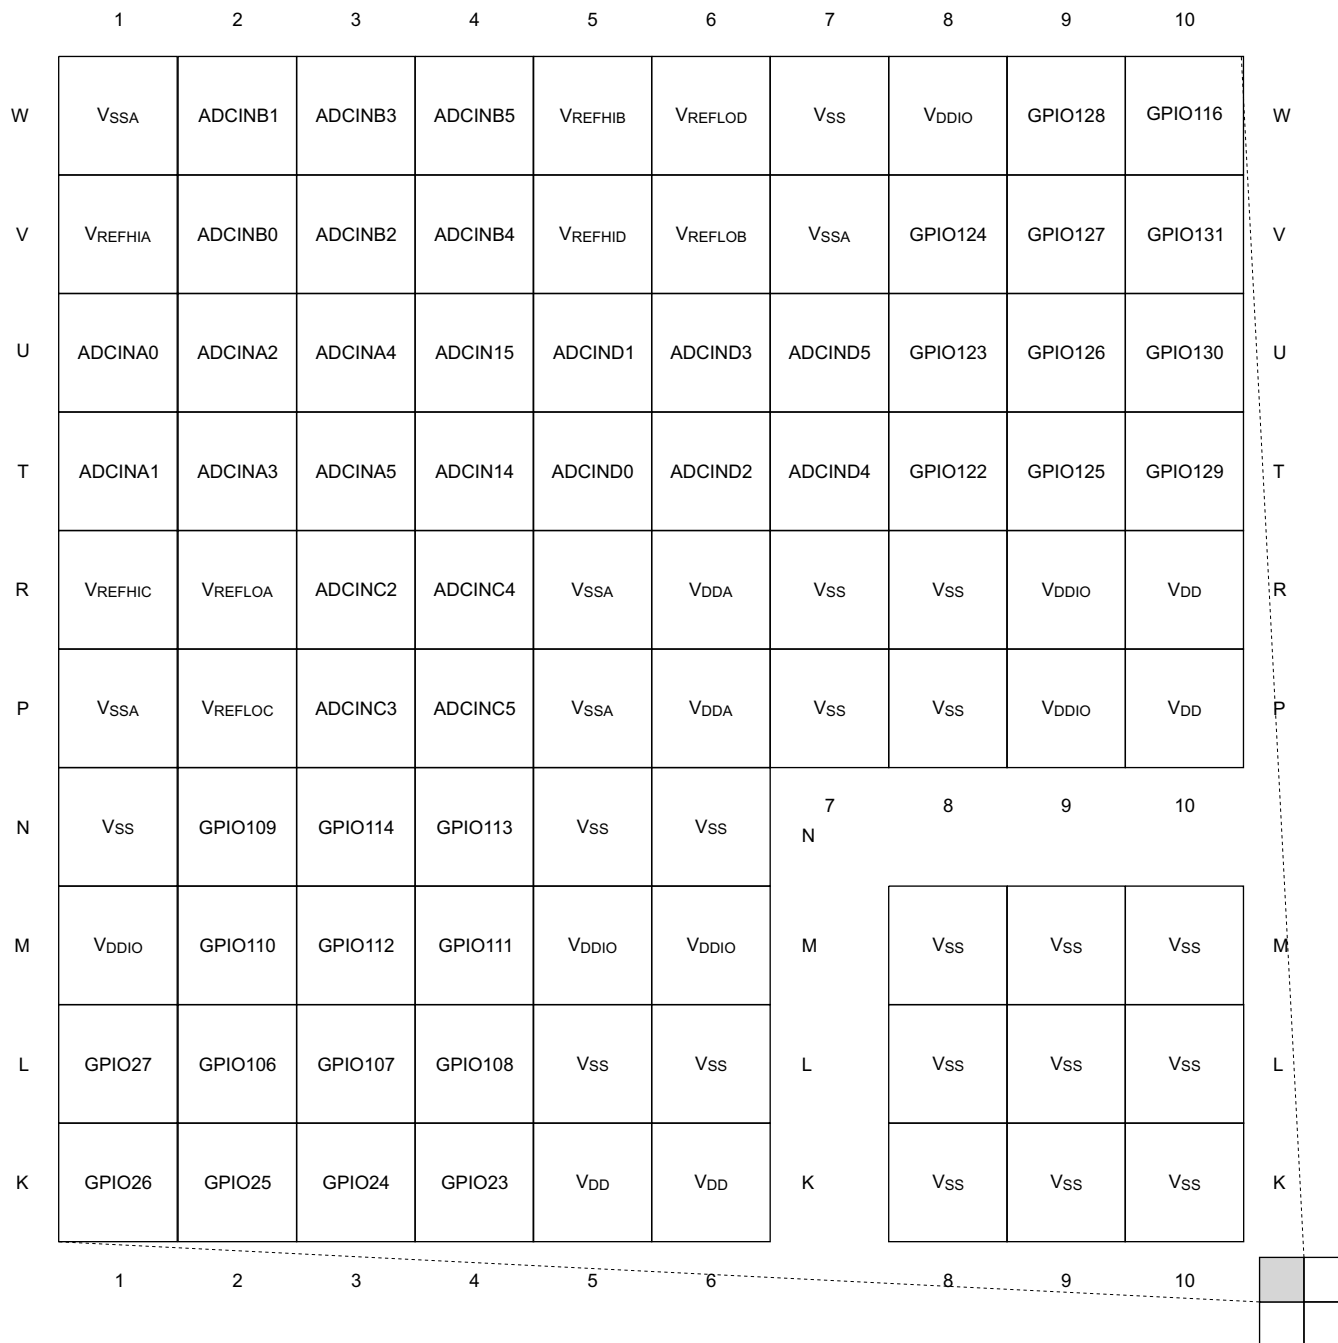 1 2 3 4 5 6 7 8 9 10
W VSSA ADCINB1 ADCINB3 ADCINB5 VREFHIB VREFLOD VSS VDDIO GPIO128 GPIO116 W
V VREFHIA ADCINB0 ADCINB2 ADCINB4 VREFHID VREFLOB VSSA GPIO124 GPIO127 GPIO131 V
U ADCINA0 ADCINA2 ADCINA4 ADCIN15 ADCIND1 ADCIND3 ADCIND5 GPIO123 GPIO126 GPIO130 U
T ADCINA1 ADCINA3 ADCINA5 ADCIN14 ADCIND0 ADCIND2 ADCIND4 GPIO122 GPIO125 GPIO129 T
R VREFHIC VREFLOA ADCINC2 ADCINC4 VSSA VDDA VSS VSS VDDIO VDD R
P VSSA VREFLOC ADCINC3 ADCINC5 VSSA VDDA VSS VSS VDDIO VDD P
7 8 9 10
N VSS GPIO109 GPIO114 GPIO113 VSS VSS N
M VDDIO GPIO110 GPIO112 GPIO111 VDDIO VDDIO M VSS VSS VSS M
L GPIO27 GPIO106 GPIO107 GPIO108 VSS VSS L VSS VSS VSS L
K GPIO26 GPIO25 GPIO24 GPIO23 VDD VDD K VSS VSS VSS K
1 2 3 4 5 6 8 9 10